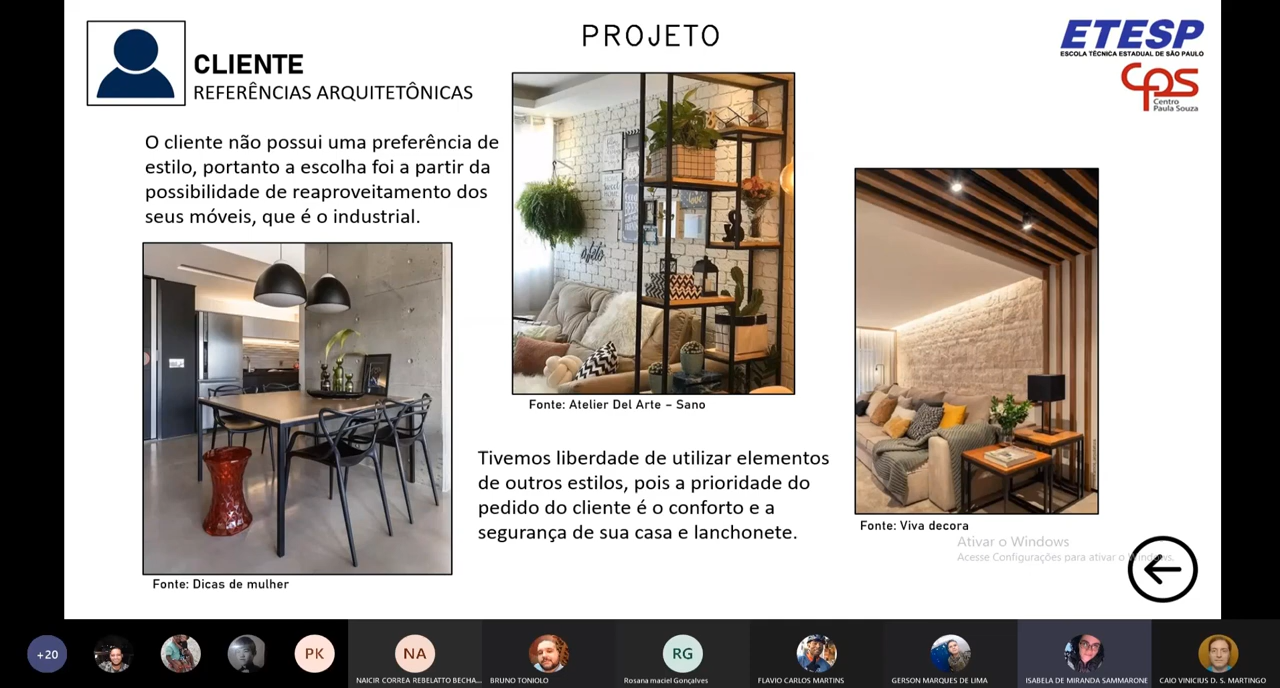 PROJETO
CLIENTE
REFERÊNCIAS ARQUITETÔNICAS
ETESP
ESCOLA TÉCNICA ESTADUAL DE SÃO PAULO
CPS
Centro
Paula Souza
O cliente não possui uma preferência de
estilo, portanto a escolha foi a partir da
possibilidade de reaproveitamento dos
seus móveis, que é o industrial.
Fonte: Atelier Del Arte – Sano
Tivemos liberdade de utilizar elementos
de outros estilos, pois a prioridade do
pedido do cliente é o conforto e a
segurança de sua casa e lanchonete.
Fonte: Viva decora
Fonte: Dicas de mulher
Ativar o Windows
Acesse Configurações para ativar o Windows.
+20
PK
NA
RG
NACIR CORREA REBELATTO BECHA...
BRUNO TONIOLO
Rosana maciel Gonçalves
FLAVIO CARLOS MARTINS
GERSON MARQUES DE LIMA
ISABELA DE MIRANDA SAMMARONE
CAIO VINICIUS D. S. MARTINGO